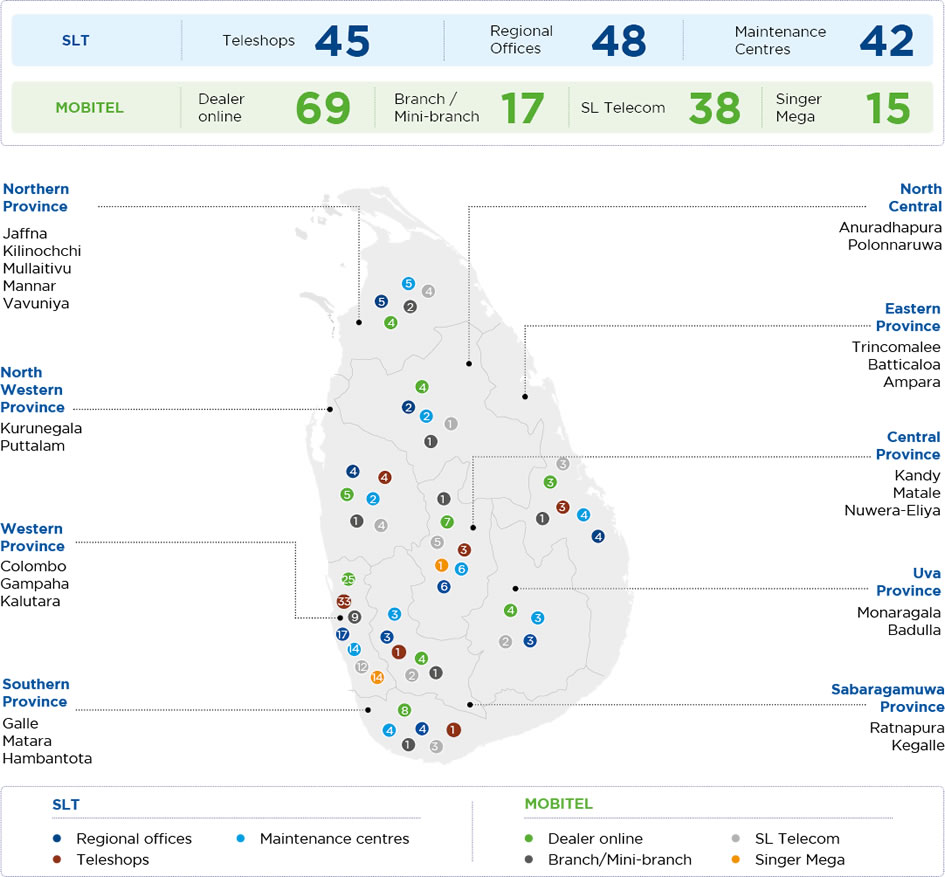 SLT Teleshops 45 Regional Offices 48 Maintenance Centres 42
MOBITEL Dealer online 69 Branch / Mini-branch 17 SL Telecom 38 Singer Mega 15
Northern
Province
Jaffna
Kilinochchi
Mullaitivu
Mannar
Vavuniya
North
Central
Anuradhapura
Polonnaruwa
Eastern
Province
Trincomalee
Batticaloa
Ampara
North
Western
Province
Kurunegala
Puttalam
Central
Province
Kandy
Matale
Nuwera-Eliya
Western
Province
Colombo
Gampaha
Kalutara
Uva
Province
Monaragala
Badulla
Southern
Province
Galle
Matara
Hambantota
Sabaragamuwa
Province
Ratnapura
Kegalle
5
4
5
2
4
4
2
2
1
1
4
4
5
2
1
4
1
7
5
3
1
6
6
3
3
3
4
1
4
25
33
9
17
14
12
14
3
3
1
4
2
1
4
3
2
3
8
4
4
1
1
3
SLT
Regional offices
Maintenance centres
Teleshops
MOBITEL
Dealer online
SL Telecom
Branch/Mini-branch
Singer Mega